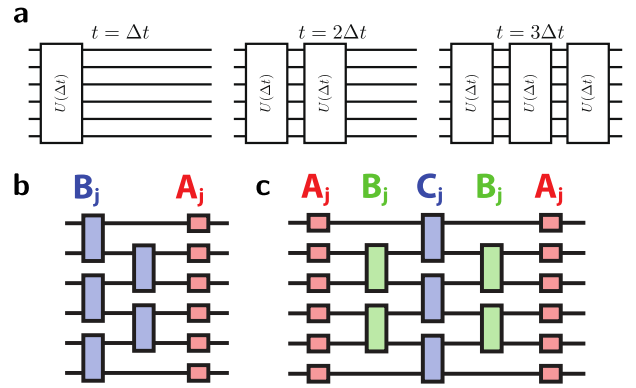 a
t = Δt t = 2Δt t = 3Δt
U(Δt) U(Δt) U(Δt) U(Δt) U(Δt) U(Δt)
b c
B_j A_j A_j B_j C_j B_j A_j